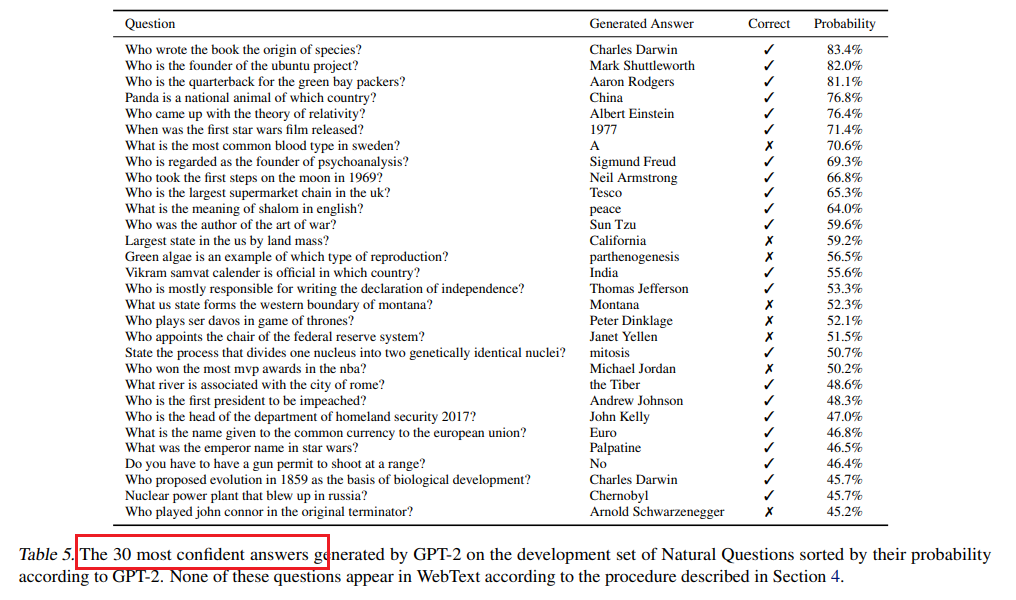 Question Generated Answer Correct Probability
Who wrote the book the origin of species? Charles Darwin ✓ 83.4%
Who is the founder of the ubuntu project? Mark Shuttleworth ✓ 82.0%
Who is the quarterback for the green bay packers? Aaron Rodgers ✓ 81.1%
Panda is a national animal of which country? China ✓ 76.8%
Who came up with the theory of relativity? Albert Einstein ✓ 76.4%
When was the first star wars film released? 1977 ✓ 71.4%
What is the most common blood type in sweden? A ✗ 70.6%
Who is regarded as the founder of psychoanalysis? Sigmund Freud ✓ 69.3%
Who took the first steps on the moon in 1969? Neil Armstrong ✓ 66.8%
Who is the largest supermarket chain in the uk? Tesco ✓ 65.3%
What is the meaning of shalom in english? peace ✓ 64.0%
Who was the author of the art of war? Sun Tzu ✓ 59.6%
Largest state in the us by land mass? California ✗ 59.2%
Green algae is an example of which type of reproduction? parthenogenesis ✗ 56.5%
Vikram samvat calender is official in which country? India ✓ 55.6%
Who is mostly responsible for writing the declaration of independence? Thomas Jefferson ✓ 53.3%
What us state forms the western boundary of montana? Montana ✗ 52.3%
Who plays ser davos in game of thrones? Peter Dinklage ✗ 52.1%
Who appoints the chair of the federal reserve system? Janet Yellen ✗ 51.5%
State the process that divides one nucleus into two genetically identical nuclei? mitosis ✓ 50.7%
Who won the most mvp awards in the nba? Michael Jordan ✗ 50.2%
What river is associated with the city of rome? the Tiber ✓ 48.6%
Who is the first president to be impeached? Andrew Johnson ✓ 48.3%
Who is the head of the department of homeland security 2017? John Kelly ✓ 47.0%
What is the name given to the common currency to the european union? Euro ✓ 46.8%
What was the emperor name in star wars? Palpatine ✓ 46.5%
Do you have to have a gun permit to shoot at a range? No ✓ 46.4%
Who proposed evolution in 1859 as the basis of biological development? Charles Darwin ✓ 45.7%
Nuclear power plant that blew up in russia? Chernobyl ✓ 45.7%
Who played john connor in the original terminator? Arnold Schwarzenegger ✗ 45.2%
Table 5. The 30 most confident answers generated by GPT-2 on the development set of Natural Questions sorted by their probability
according to GPT-2. None of these questions appear in WebText according to the procedure described in Section 4.